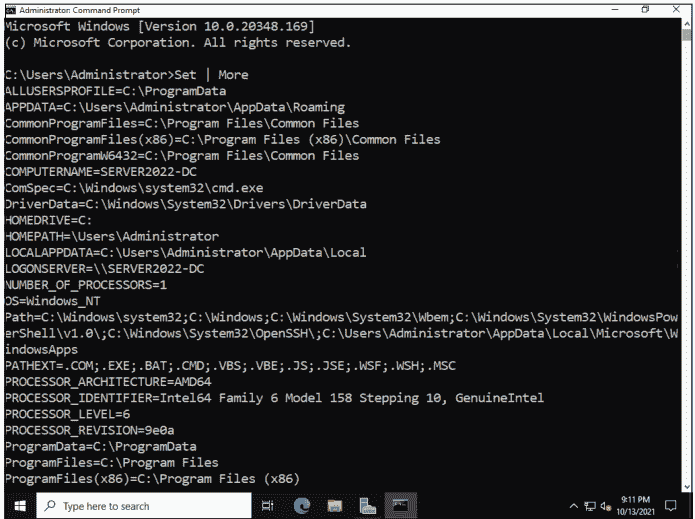 Administrator: Command Prompt
Microsoft Windows [Version 10.0.20348.169]
(c) Microsoft Corporation. All rights reserved.
C:\Users\Administrator>Set | More
ALLUSERSPROFILE=C:\ProgramData
APPDATA=C:\Users\Administrator\AppData\Roaming
CommonProgramFiles=C:\Program Files\Common Files
CommonProgramFiles(x86)=C:\Program Files (x86)\Common Files
CommonProgramW6432=C:\Program Files\Common Files
COMPUTERNAME=SERVER2022-DC
ComSpec=C:\Windows\system32\cmd.exe
DriverData=C:\Windows\System32\Drivers\DriverData
HOMEDRIVE=C:
HOMEPATH=\Users\Administrator
LOCALAPPDATA=C:\Users\Administrator\AppData\Local
LOGONSERVER=\\SERVER2022-DC
NUMBER_OF_PROCESSORS=1
OS=Windows_NT
Path=C:\Windows\system32;C:\Windows;C:\Windows\System32\Wbem;C:\Windows\System32\WindowsPow
erShell\v1.0\;C:\Windows\System32\OpenSSH\;C:\Users\Administrator\AppData\Local\Microsoft\W
indowsApps
PATHEXT=.COM;.EXE;.BAT;.CMD;.VBS;.VBE;.JS;.JSE;.WSF;.WSH;.MSC
PROCESSOR_ARCHITECTURE=AMD64
PROCESSOR_IDENTIFIER=Intel64 Family 6 Model 158 Stepping 10, GenuineIntel
PROCESSOR_LEVEL=6
PROCESSOR_REVISION=9e0a
ProgramData=C:\ProgramData
ProgramFiles=C:\Program Files
ProgramFiles(x86)=C:\Program Files (x86)
Type here to search
9:11 PM
10/13/2021